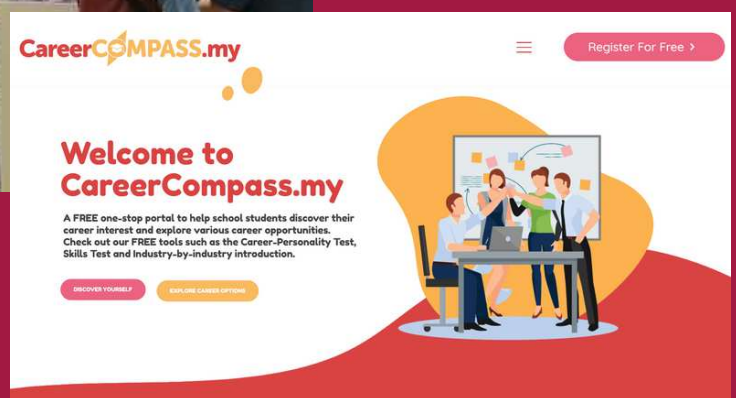 CareerCOMPASS.my
Register For Free >
Welcome to
CareerCompass.my
A FREE one-stop portal to help school students discover their
career interest and explore various career opportunities.
Check out our FREE tools such as the Career-Personality Test,
Skills Test and Industry-by-industry introduction.
DISCOVER YOURSELF
EXPLORE CAREER OPTIONS